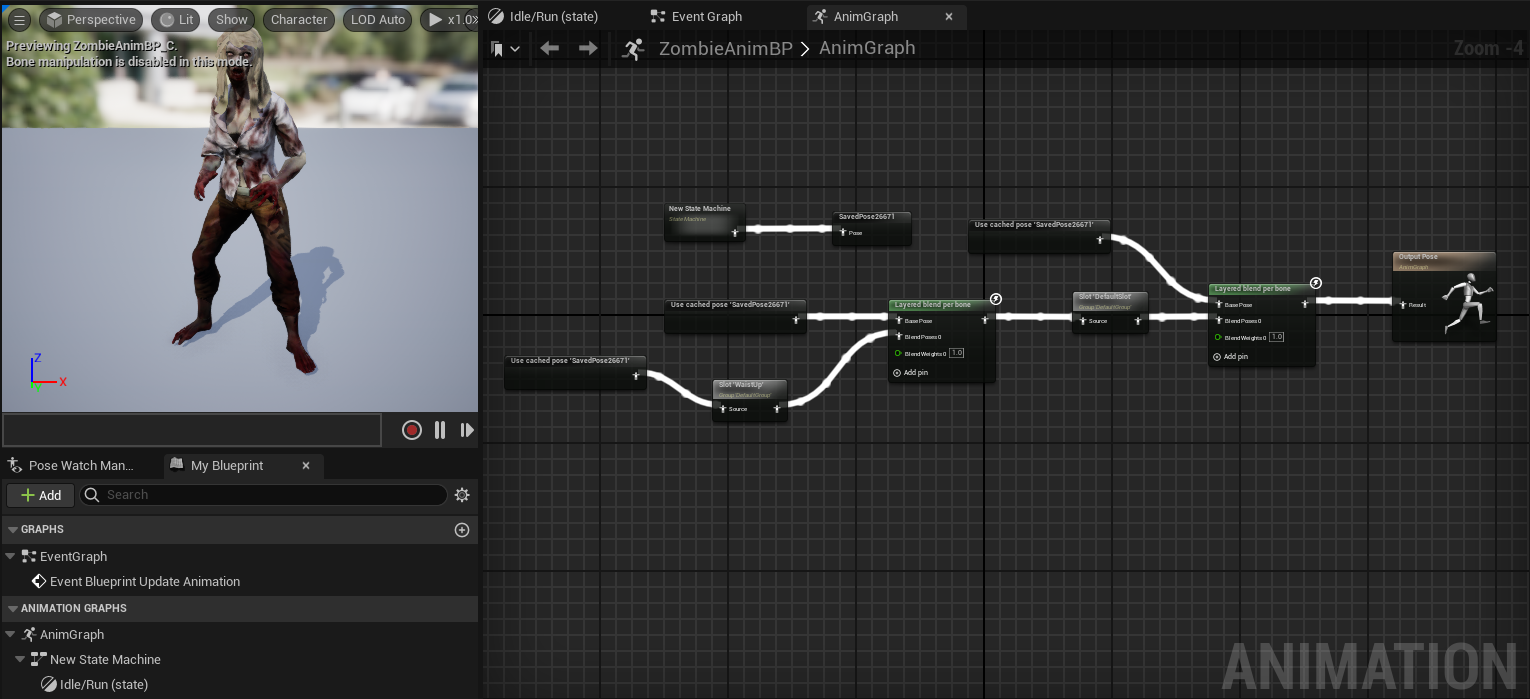 Perspective
Lit
Show
Character
LOD Auto
x1.0
Previewing ZombieAnimBP_C.
Bone manipulation is disabled in this mode.
Z
X
Y
Pose Watch Man...
My Blueprint
Add
Search
GRAPHS
EventGraph
Event Blueprint Update Animation
ANIMATION GRAPHS
AnimGraph
New State Machine
Idle/Run (state)
Idle/Run (state)
Event Graph
AnimGraph
ZombieAnimBP > AnimGraph
Zoom -4
New State Machine
State Machine
SavedPose26671
Pose
Use cached pose 'SavedPose26671'
Use cached pose 'SavedPose26671'
Use cached pose 'SavedPose26671'
Slot 'WaistUp'
Group DefaultGroup
Source
Layered blend per bone
Base Pose
Blend Poses 0
Blend Weights 0 1.0
Add pin
Slot 'DefaultSlot'
Group DefaultGroup
Source
Layered blend per bone
Base Pose
Blend Poses 0
Blend Weights 0 1.0
Add pin
Output Pose
AnimGraph
Result
ANIMATION